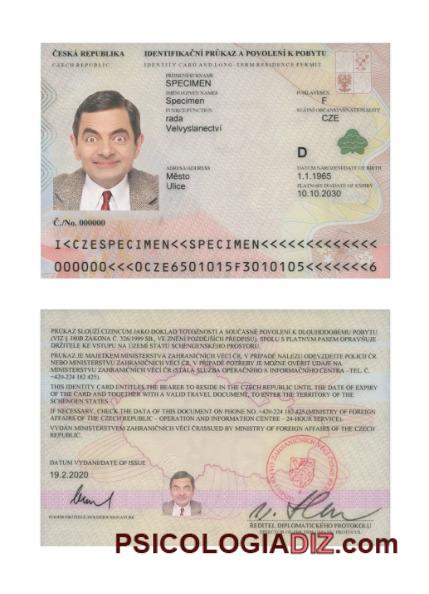 ČESKÁ REPUBLIKA
CZECH REPUBLIC
IDENTIFIKAČNÍ PRŮKAZ A POVOLENÍ K POBYTU
IDENTITY CARD AND LONG-TERM RESIDENCE PERMIT
PŘÍJMENÍ/SURNAME
SPECIMEN
JMÉNO/GIVEN NAMES
Specimen
FUNKCE/FUNCTION
rada
Velvyslanectví
POHLAVÍ/SEX
F
STÁTNÍ OBČANSTVÍ/NATIONALITY
CZE
D
ADRESA/ADDRESS
Město
Ulice
DATUM NAROZENÍ/DATE OF BIRTH
1.1.1965
PLATNOST DO/DATE OF EXPIRY
10.10.2030
Č./No. 000000
I<CZESPECIMEN<<SPECIMEN<<<<<<<<<<<<<
000000<<<0CZE6501015F3010105<<<<<<<6
PRŮKAZ SLOUŽÍ CIZINCŮM JAKO DOKLAD TOTOŽNOSTI A SOUČASNĚ POVOLENÍ K DLOUHODOBÉMU POBYTU
(VIZ § 180B ZÁKONA Č. 326/1999 SB., VE ZNĚNÍ POZDĚJŠÍCH PŘEDPISŮ). SPOLU S PLATNÝM PASEM OPRAVŇUJE
DRŽITELE KE VSTUPU NA ÚZEMÍ STÁTŮ SCHENGENSKÉHO PROSTORU.
PRŮKAZ JE MAJETKEM MINISTERSTVA ZAHRANIČNÍCH VĚCÍ ČR, V PŘÍPADĚ NÁLEZU ODEVZDEJTE POLICII ČR
NEBO MINISTERSTVU ZAHRANIČNÍCH VĚCÍ ČR. V PŘÍPADĚ POTŘEBY JE MOŽNÉ OVĚŘIT ÚDAJE NA
MINISTERSTVU ZAHRANIČNÍCH VĚCÍ ČR (STÁLÁ SLUŽBA OPERAČNÍHO A INFORMAČNÍHO CENTRA - TEL. Č.
+420-224 182 425).
THIS IDENTITY CARD ENTITLES THE BEARER TO RESIDE IN THE CZECH REPUBLIC UNTIL THE DATE OF EXPIRY
OF THE CARD AND TOGETHER WITH A VALID TRAVEL DOCUMENT, TO ENTER THE TERRITORY OF THE
SCHENGEN STATES.
IF NECESSARY, CHECK THE DATA OF THIS DOCUMENT ON PHONE NO. +420-224 182 425 (MINISTRY OF FOREIGN
AFFAIRS OF THE CZECH REPUBLIC - OPERATION AND INFORMATION CENTRE - 24-HOUR SERVICE).
VYDÁN MINISTERSTVEM ZAHRANIČNÍCH VĚCÍ ČR/ISSUED BY MINISTRY OF FOREIGN AFFAIRS OF THE CZECH
REPUBLIC.
DATUM VYDÁNÍ/DATE OF ISSUE
19.2.2020
ŘEDITEL DIPLOMATICKÉHO PROTOKOLU
PSICOLOGIADIZ.com